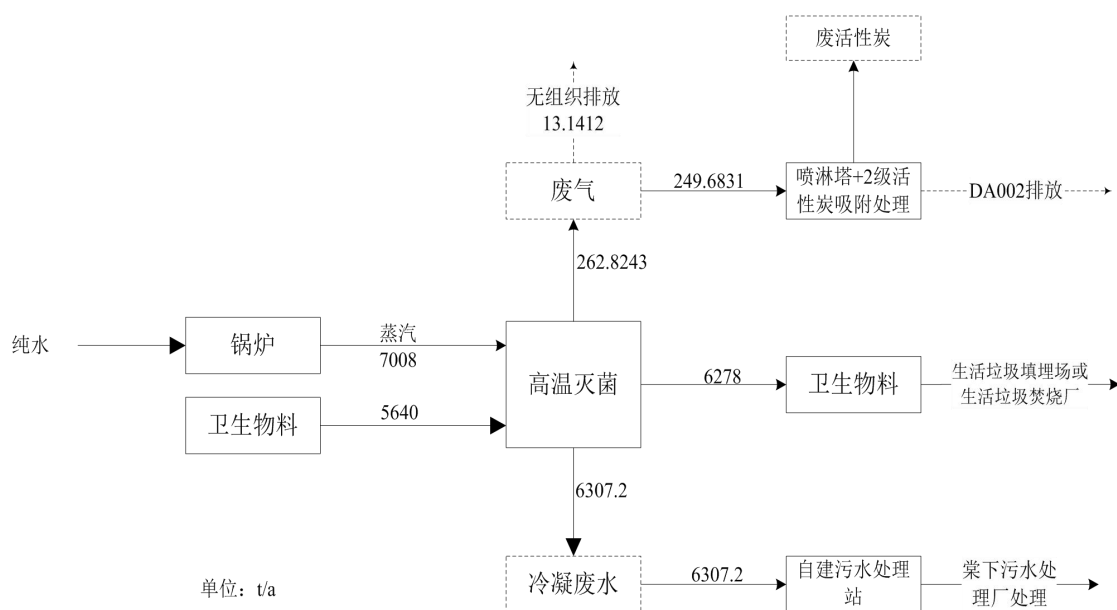 废活性炭
无组织排放
13.1412
废气
249.6831
喷淋塔+2级活
性炭吸附处理
DA002排放
262.8243
纯水
锅炉
蒸汽
7008
高温灭菌
6278
卫生物料
生活垃圾填埋场或
生活垃圾焚烧厂
卫生物料
5640
6307.2
冷凝废水
6307.2
自建污水处理
站
棠下污水处
理厂处理
单位：t/a